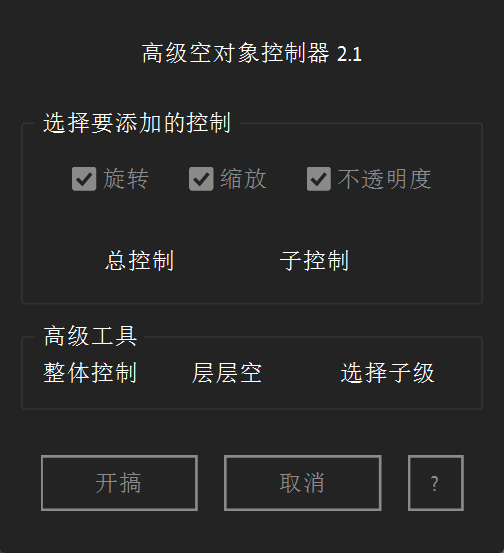 高级空对象控制器 2.1
选择要添加的控制
旋转 缩放 不透明度
总控制 子控制
高级工具
整体控制 层层空 选择子级
开搞 取消 ?